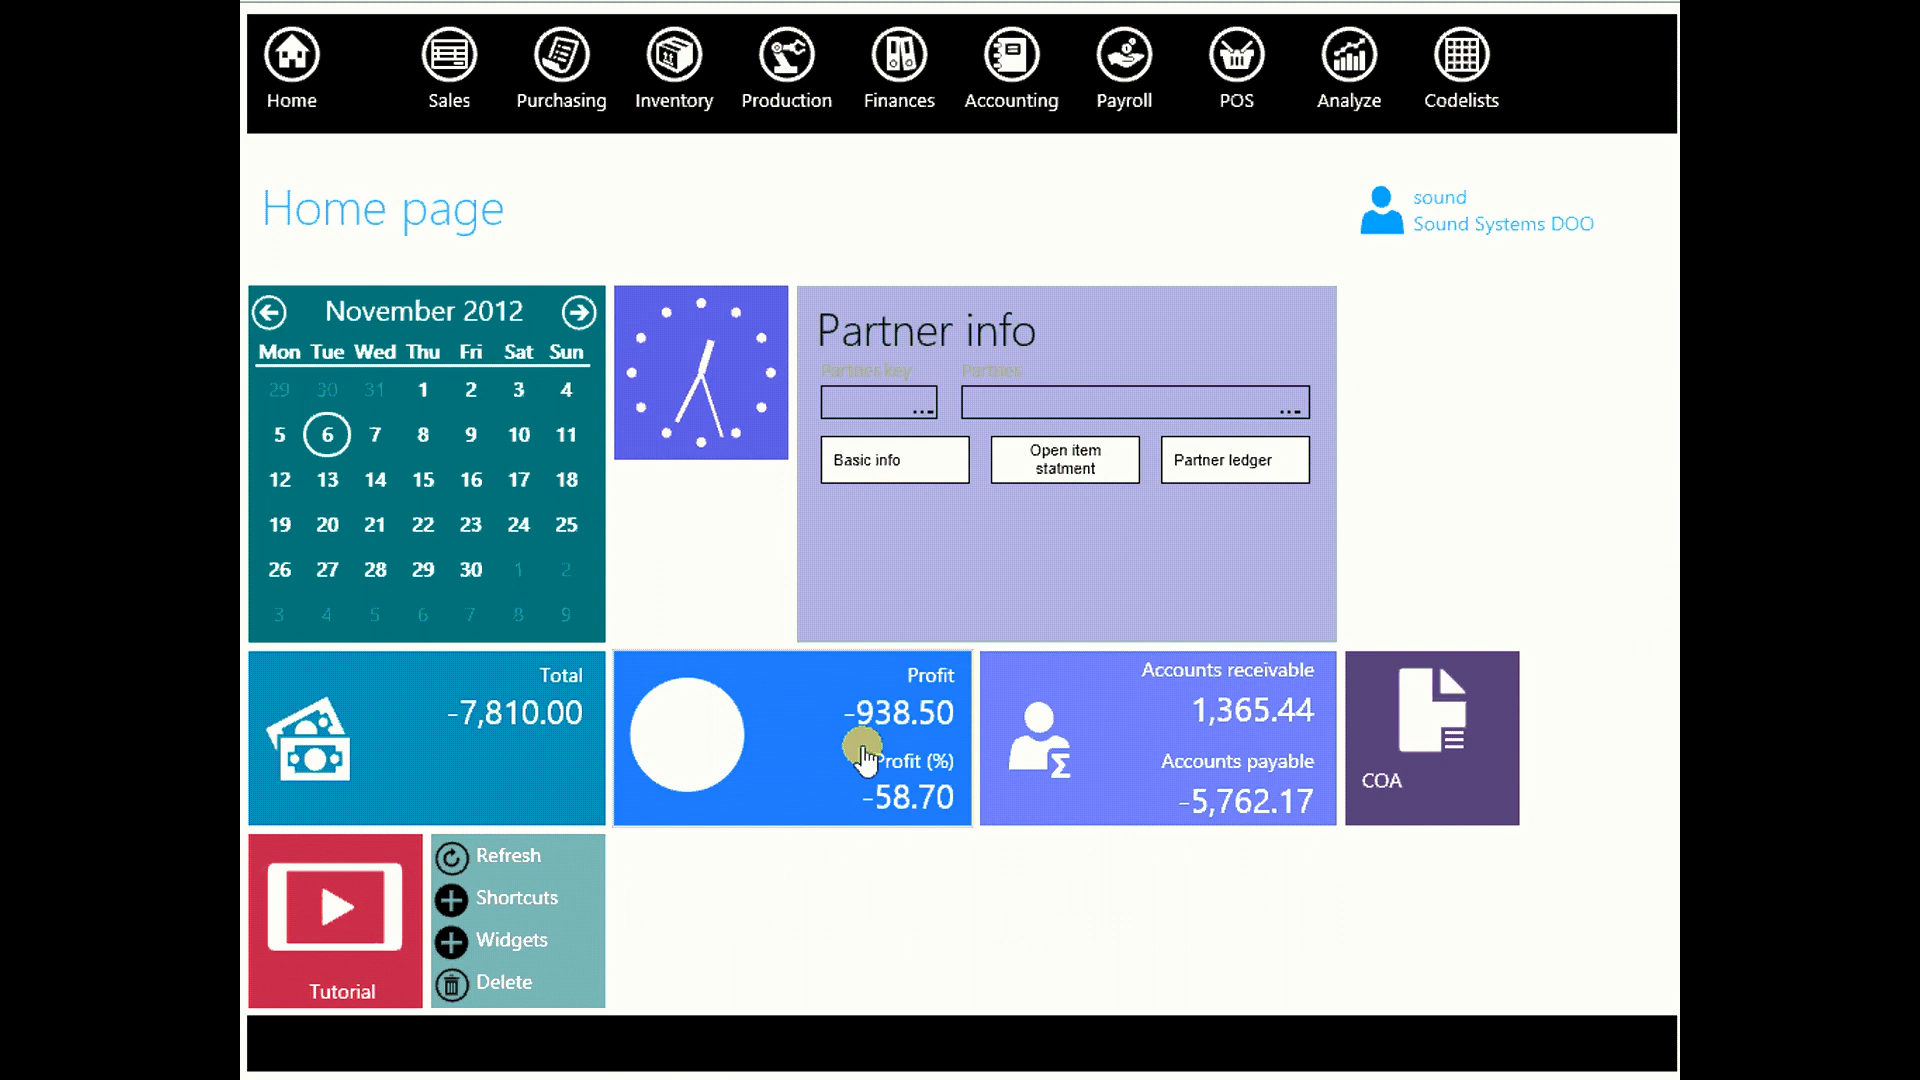 Home
Sales
Purchasing
Inventory
Production
Finances
Accounting
Payroll
POS
Analyze
Codelists
Home page
sound
Sound Systems DOO
November 2012
Mon Tue Wed Thu Fri Sat Sun
29 30 31 1 2 3 4
5 6 7 8 9 10 11
12 13 14 15 16 17 18
19 20 21 22 23 24 25
26 27 28 29 30 1 2
3 4 5 6 7 8 9
Partner info
Partner key
Partner
...
...
Basic info
Open item
statment
Partner ledger
Total
-7,810.00
Profit
-938.50
Profit (%)
-58.70
Accounts receivable
1,365.44
Accounts payable
-5,762.17
COA
Tutorial
Refresh
Shortcuts
Widgets
Delete